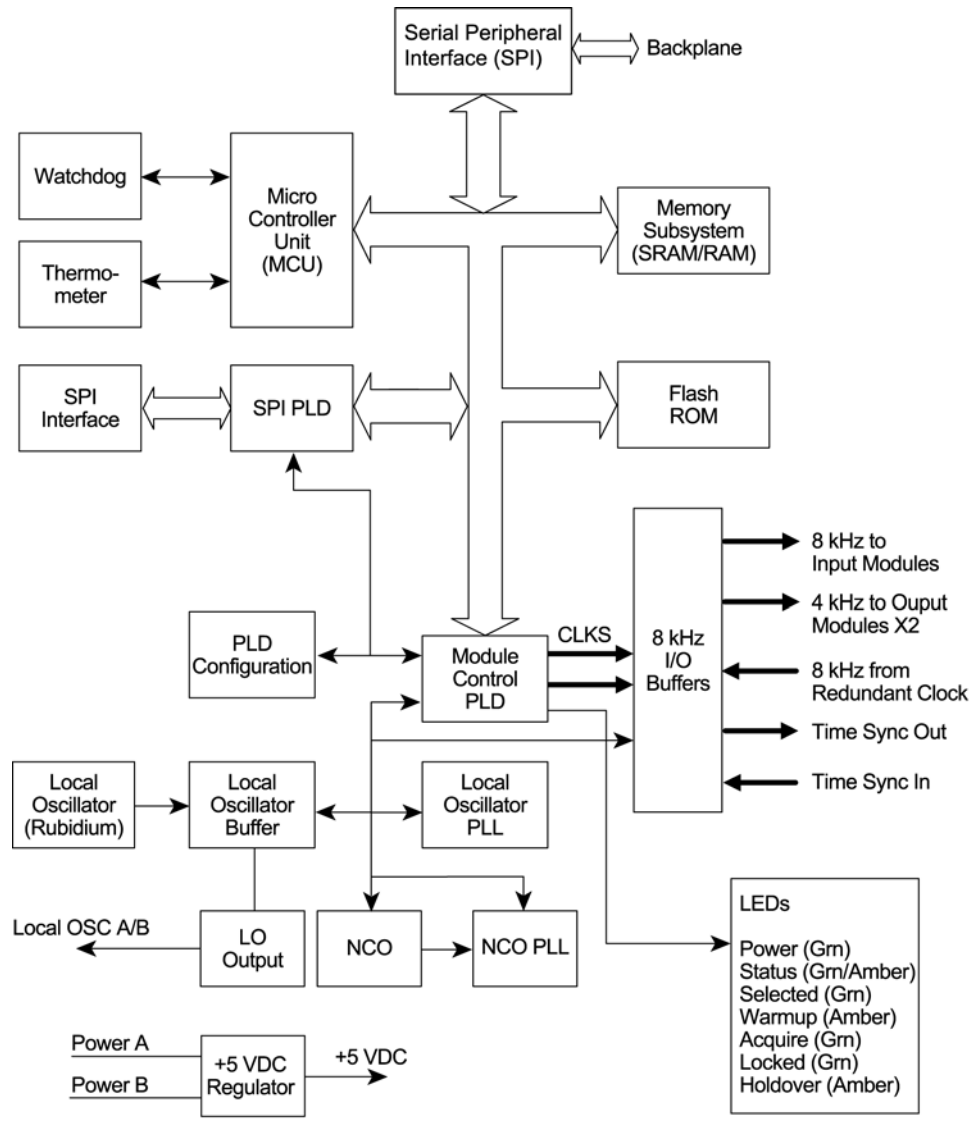 Serial Peripheral
Interface (SPI)
Backplane
Watchdog
Micro
Controller
Unit
(MCU)
Memory
Subsystem
(SRAM/RAM)
Thermo-
meter
SPI
Interface
SPI PLD
Flash
ROM
8 kHz to
Input Modules
4 kHz to Ouput
Modules X2
PLD
Configuration
Module
Control
PLD
CLKS
8 kHz
I/O
Buffers
8 kHz from
Redundant Clock
Time Sync Out
Time Sync In
Local
Oscillator
(Rubidium)
Local
Oscillator
Buffer
Local
Oscillator
PLL
Local OSC A/B
LO
Output
NCO
NCO PLL
LEDs
Power (Grn)
Status (Grn/Amber)
Selected (Grn)
Warmup (Amber)
Acquire (Grn)
Locked (Grn)
Holdover (Amber)
Power A
Power B
+5 VDC
Regulator
+5 VDC